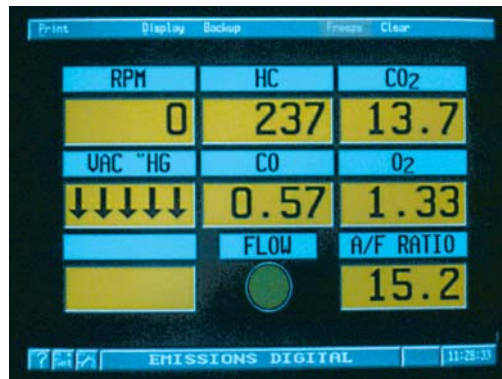 Print Display Backup Freeze Clear
RPM HC CO2
0 237 13.7
VAC "HG CO O2
↓↓↓↓↓ 0.57 1.33
FLOW A/F RATIO
15.2
? EMISSIONS DIGITAL 11:28:33